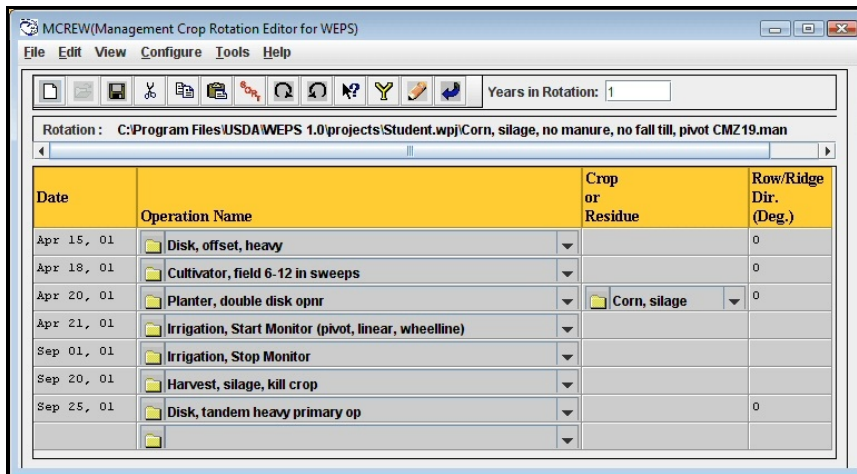 MCREW(Management Crop Rotation Editor for WEPS)
File Edit View Configure Tools Help
SORT Years in Rotation: 1
Rotation : C:\Program Files\USDA\WEPS 1.0\projects\Student.wpj\Corn, silage, no manure, no fall till, pivot CMZ19.man
Date Operation Name Crop or Residue Row/Ridge Dir. (Deg.)
Apr 15, 01 Disk, offset, heavy 0
Apr 18, 01 Cultivator, field 6-12 in sweeps 0
Apr 20, 01 Planter, double disk opnr Corn, silage 0
Apr 21, 01 Irrigation, Start Monitor (pivot, linear, wheelline)
Sep 01, 01 Irrigation, Stop Monitor
Sep 20, 01 Harvest, silage, kill crop
Sep 25, 01 Disk, tandem heavy primary op 0